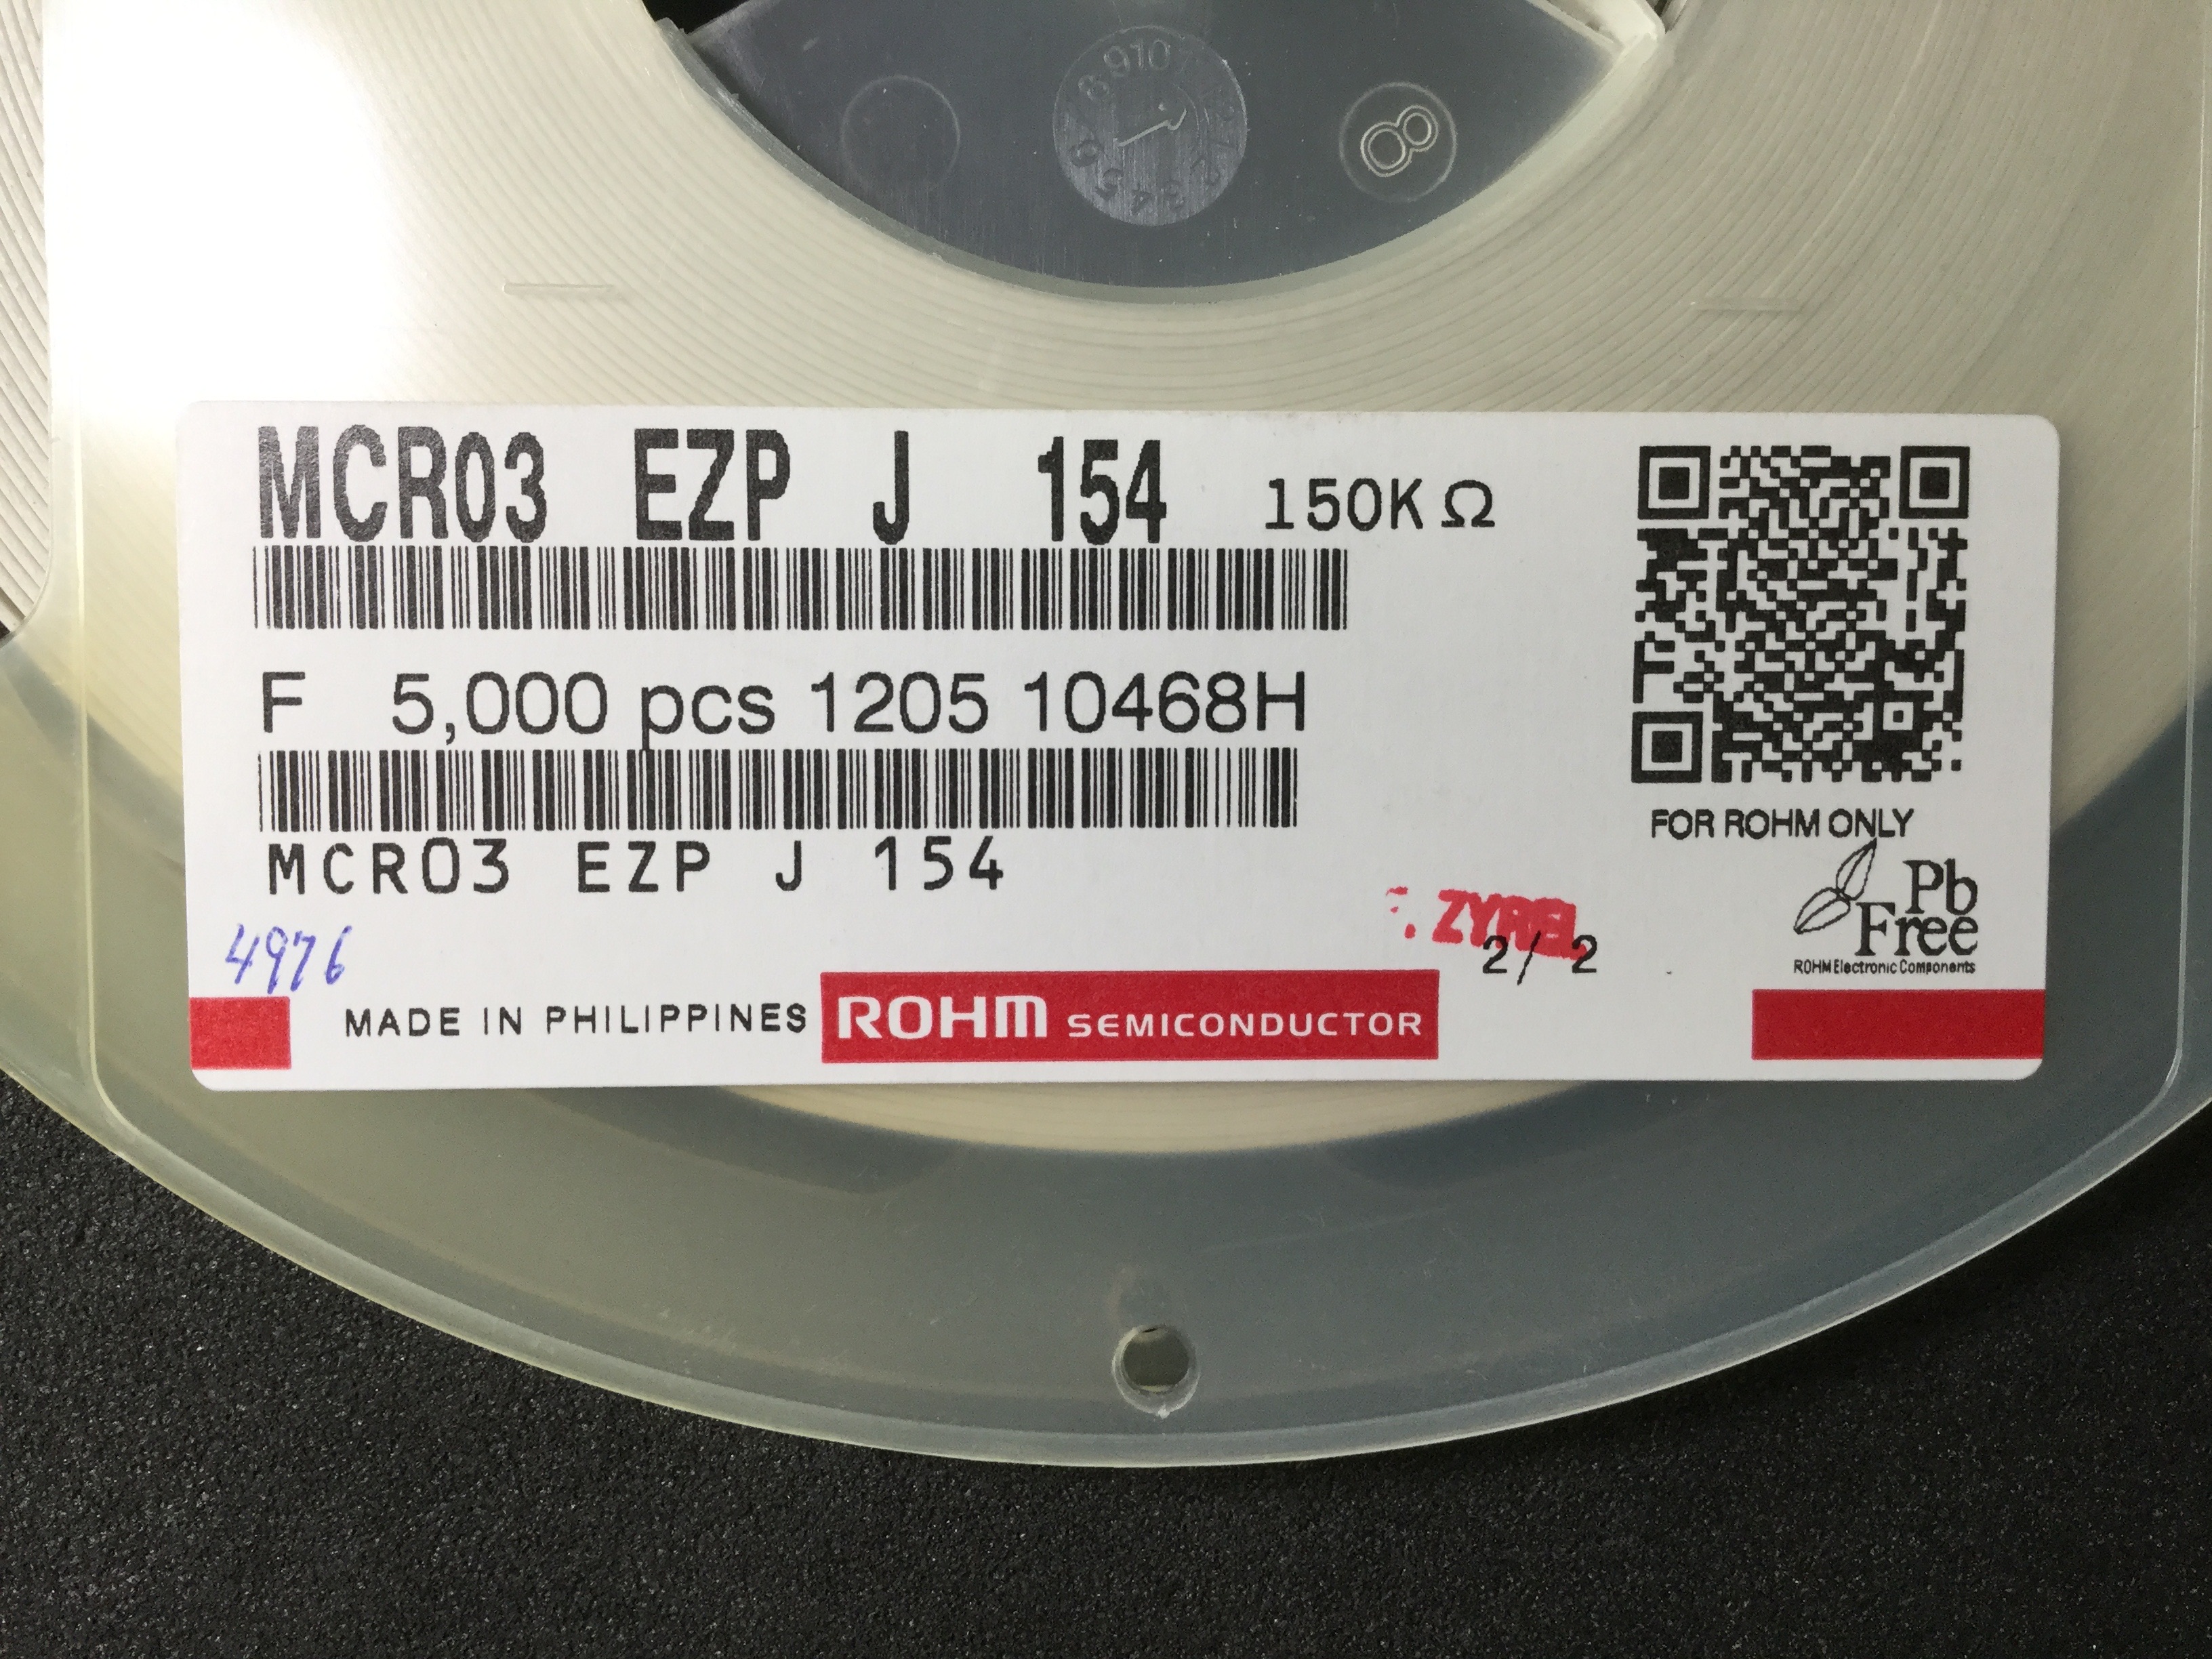 8
MCR03 EZP J 154 150KΩ
F 5,000 pcs 1205 10468H
MCR03 EZP J 154
FOR ROHM ONLY
Pb
Free
ROHM Electronic Components
4976
2/ 2
MADE IN PHILIPPINES ROHM SEMICONDUCTOR